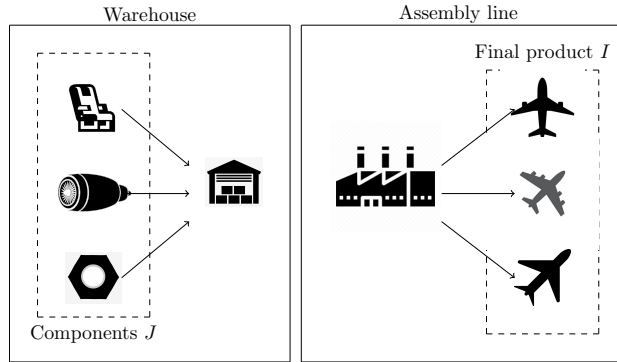 Warehouse
Assembly line
Final product I
Components J